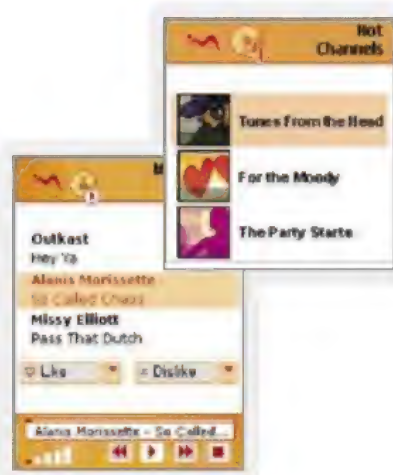 Hot
Channels
Tunes From the Head
For the Moody
The Party Starts
M
Outkast
Hey Ya
Alanis Morissette
So Called Chaos
Missy Elliott
Pass That Dutch
Like
Dislike
Alanis Morissette - So Called...